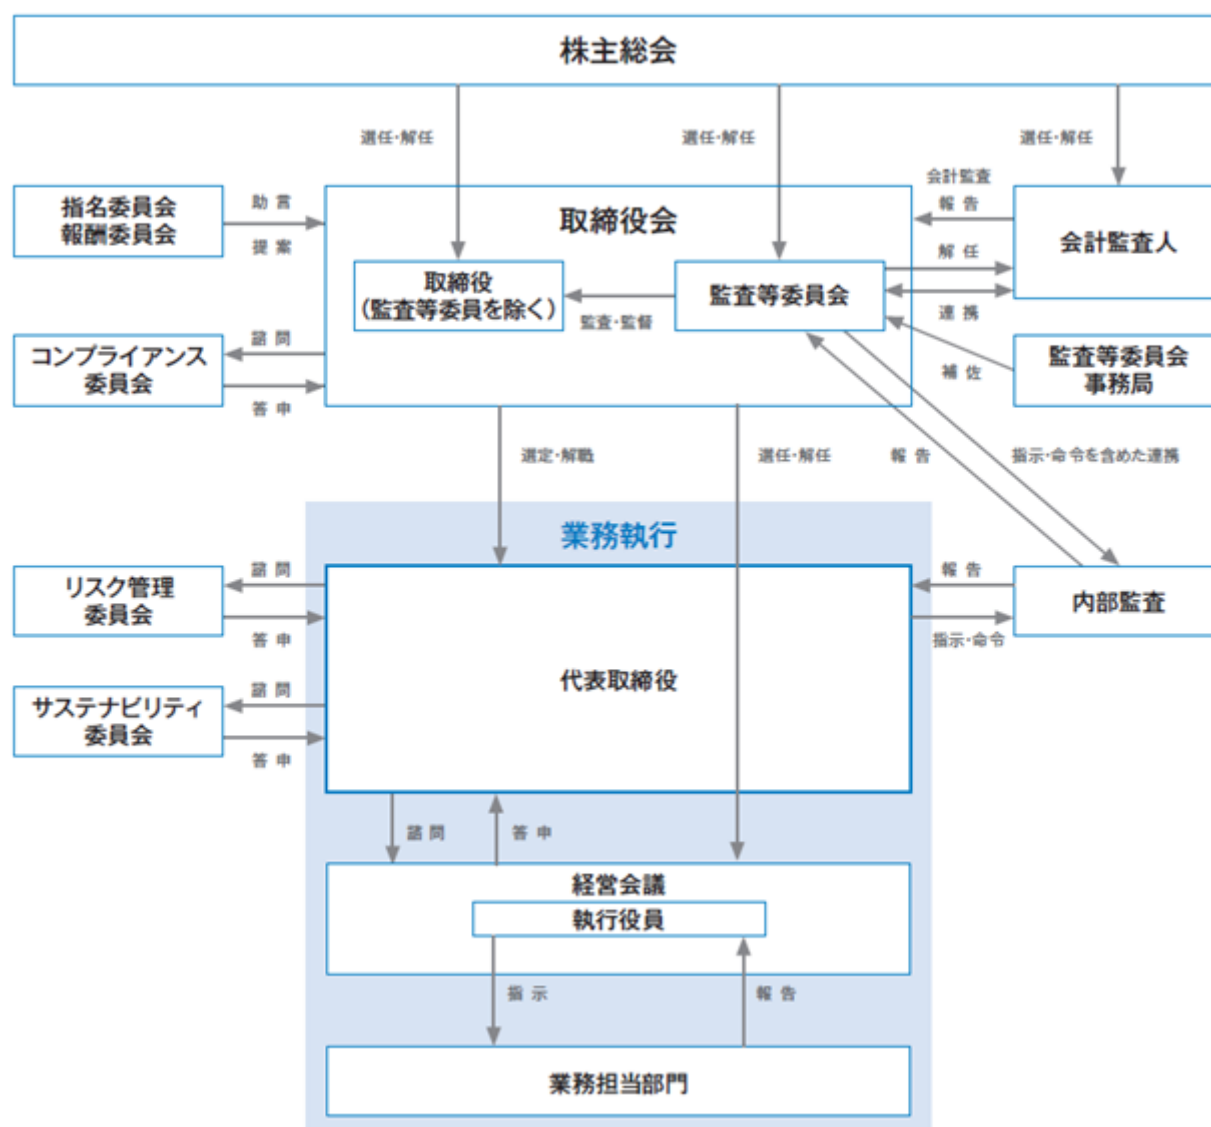 株主総会
選任・解任
選任・解任
選任・解任
指名委員会
報酬委員会
助言
提案
取締役会
会計監査
報告
会計監査人
解任
連携
取締役
（監査等委員を除く）
監査・監督
監査等委員会
コンプライアンス
委員会
諮問
答申
補佐
監査等委員会
事務局
選定・解職
選任・解任
報告
指示・命令を含めた連携
業務執行
リスク管理
委員会
諮問
答申
報告
指示・命令
内部監査
代表取締役
サステナビリティ
委員会
諮問
答申
諮問
答申
経営会議
執行役員
指示
報告
業務担当部門